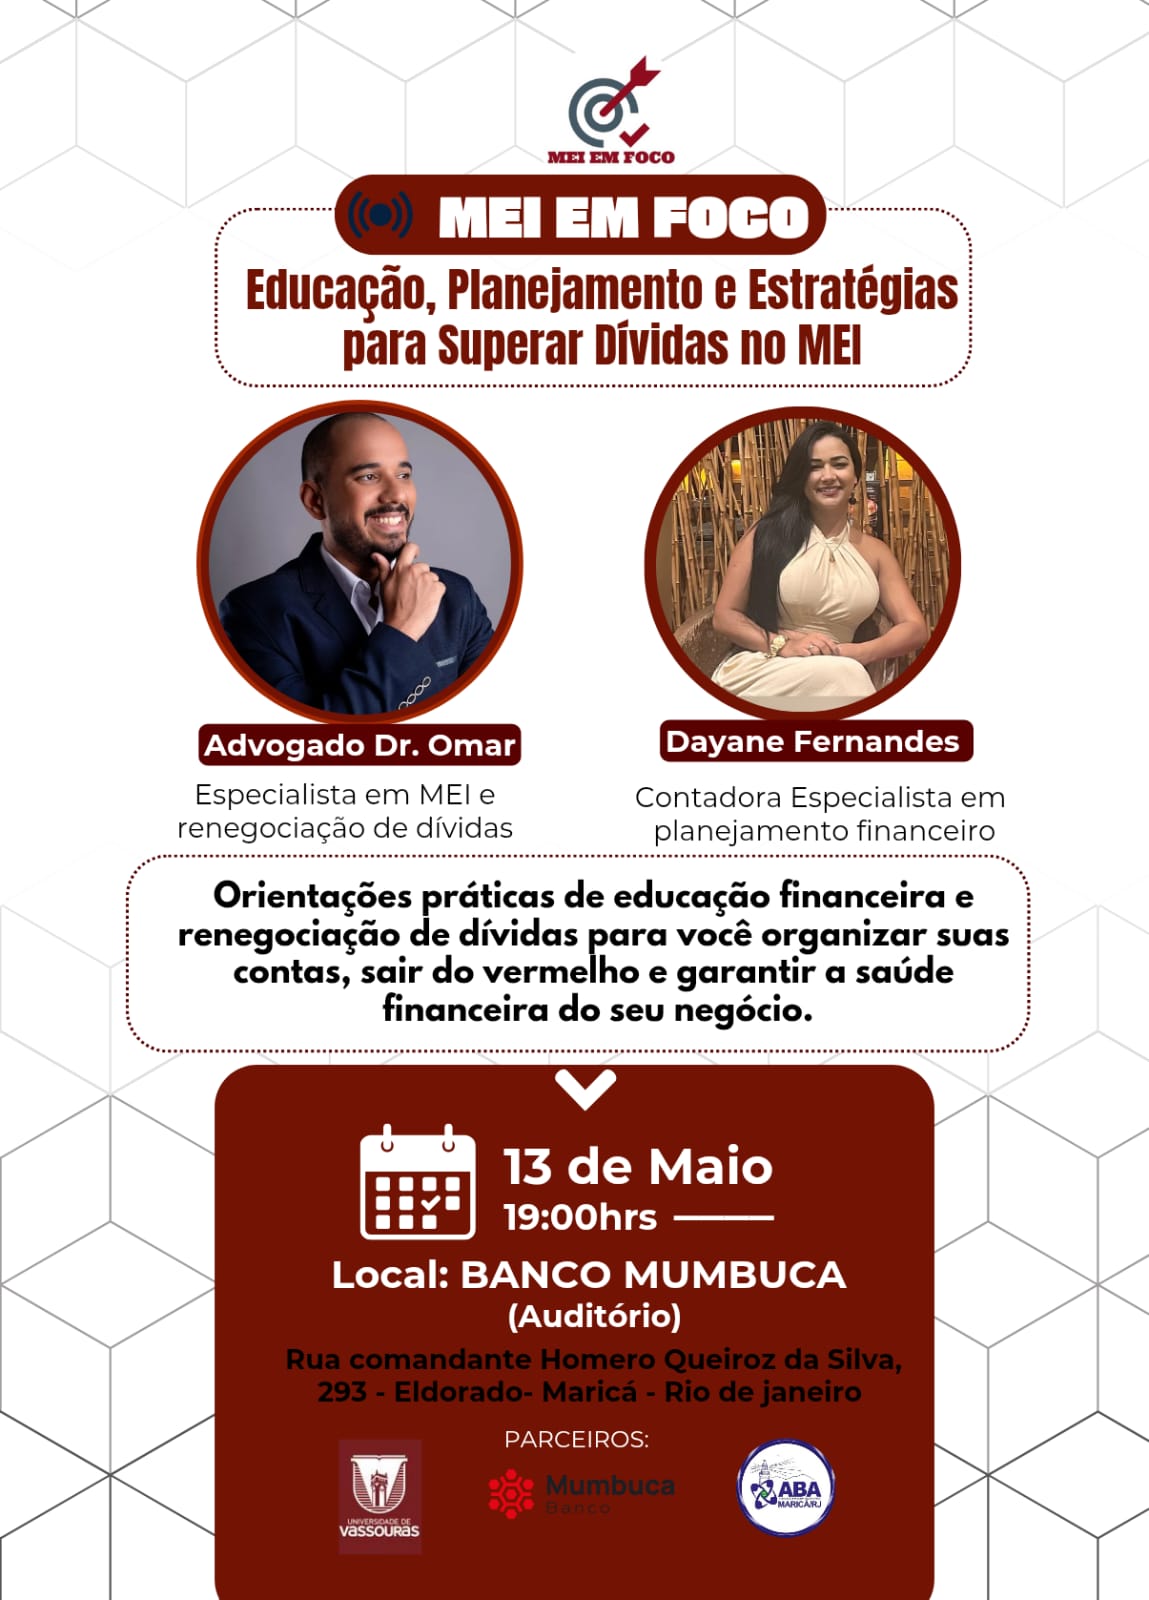 MEI EM FOCO
MEI EM FOCO
Educação, Planejamento e Estratégias
para Superar Dívidas no MEI
Advogado Dr. Omar
Especialista em MEI e
renegociação de dívidas
Dayane Fernandes
Contadora Especialista em
planejamento financeiro
Orientações práticas de educação financeira e
renegociação de dívidas para você organizar suas
contas, sair do vermelho e garantir a saúde
financeira do seu negócio.
13 de Maio
19:00hrs
Local: BANCO MUMBUCA
(Auditório)
Rua comandante Homero Queiroz da Silva,
293 - Eldorado- Maricá - Rio de janeiro
PARCEIROS:
UNIVERSIDADE DE
VASSOURAS
Mumbuca
Banco
ABA
MARICÁ/RJ